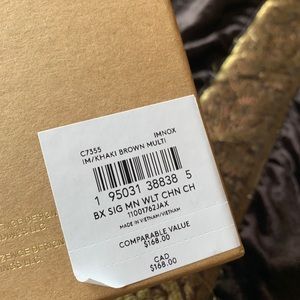 C7355 IMNOX
IM/KHAKI BROWN MULTI
1 95031 38838 5
BX SIG MN WLT CHN CH
T1001762JAX
MADE IN VIETNAM/VIETNAM
COMPARABLE VALUE
$168.00
CAD
$168.00